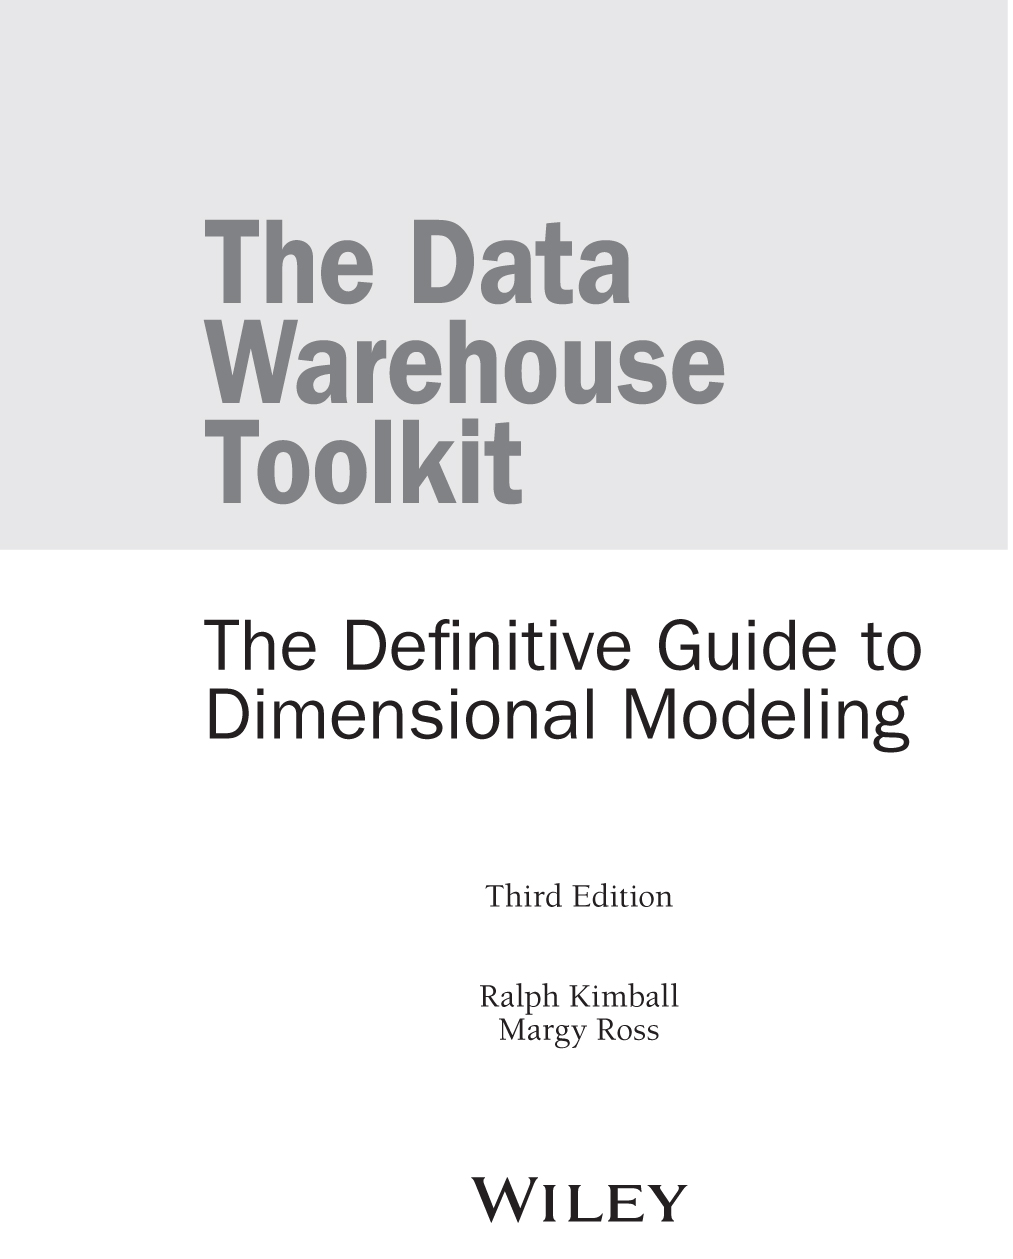 The Data
Warehouse
Toolkit
The Definitive Guide to
Dimensional Modeling
Third Edition
Ralph Kimball
Margy Ross
WILEY